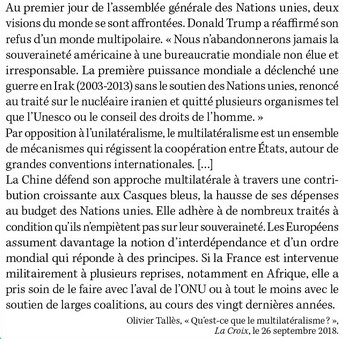 Au premier jour de l'assemblée générale des Nations unies, deux
visions du monde se sont affrontées. Donald Trump a réaffirmé son
refus d'un monde multipolaire. « Nous n'abandonnerons jamais la
souveraineté américaine à une bureaucratie mondiale non élue et
irresponsable. La première puissance mondiale a déclenché une
guerre en Irak (2003-2013) sans le soutien des Nations unies, renoncé
au traité sur le nucléaire iranien et quitté plusieurs organismes tel
que l'Unesco ou le conseil des droits de l'homme. »
Par opposition à l'unilatéralisme, le multilatéralisme est un ensemble
de mécanismes qui régissent la coopération entre États, autour de
grandes conventions internationales. [...]
La Chine défend son approche multilatérale à travers une contri-
bution croissante aux Casques bleus, la hausse de ses dépenses
au budget des Nations unies. Elle adhère à de nombreux traités à
condition qu'ils n'empiètent pas sur leur souveraineté. Les Européens
assument davantage la notion d'interdépendance et d'un ordre
mondial qui réponde à des principes. Si la France est intervenue
militairement à plusieurs reprises, notamment en Afrique, elle a
pris soin de le faire avec l'aval de l'ONU ou à tout le moins avec le
soutien de larges coalitions, au cours des vingt dernières années.
Olivier Tallès, « Qu'est-ce que le multilatéralisme ? »,
La Croix, le 26 septembre 2018.